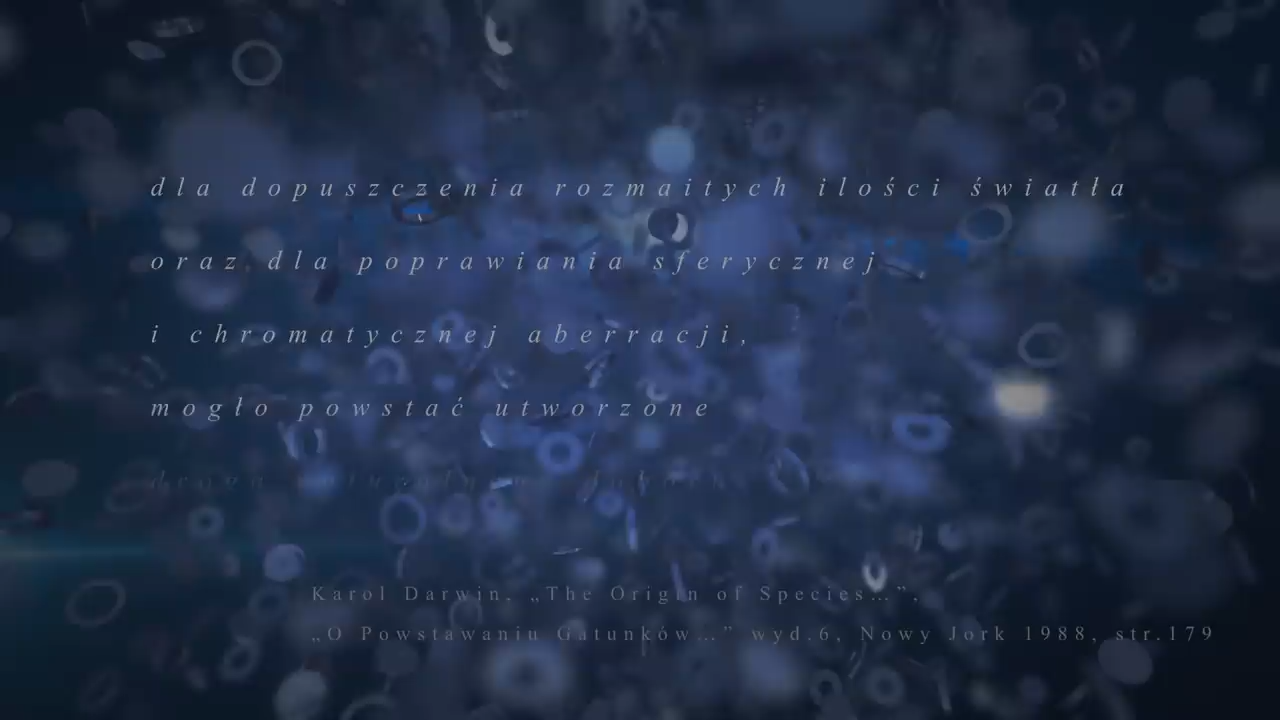 dla dopuszczenia rozmaitych ilości światła
oraz dla poprawiania sferycznej
i chromatycznej aberracji,
mogło powstać utworzone
Karol Darwin, „The Origin of Species…”,
„O Powstawaniu Gatunków…” wyd.6, Nowy Jork 1988, str.179